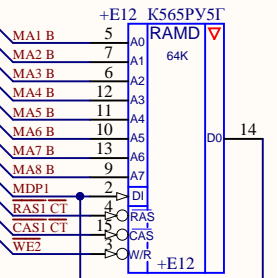 +E12 К565РУ5Г
MA1 B 5 A0 RAMD
MA2 B 7 A1 64K
MA3 B 6 A2
MA4 B 12 A3
MA5 B 11 A4
MA6 B 10 A5 D0 14
MA7 B 13 A6
MA8 B 9 A7
MDP1 2 DI
RAS1 CT 4 RAS
CAS1 CT 15 CAS
WE2 3 W/R +E12